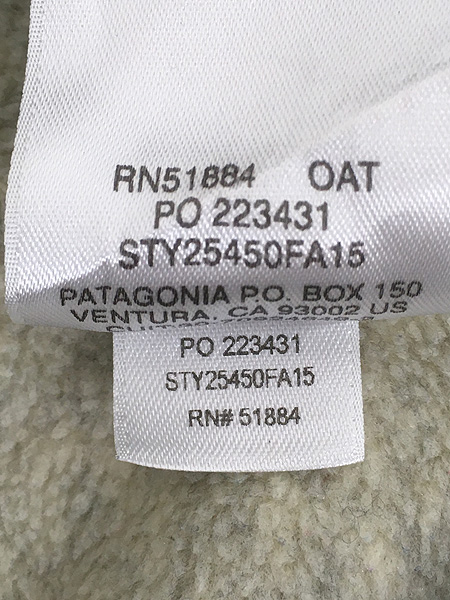 RN51884 OAT
PO 223431
STY25450FA15
PATAGONIA P.O. BOX 150
VENTURA, CA 93002 US
PO 223431
STY25450FA15
RN# 51884